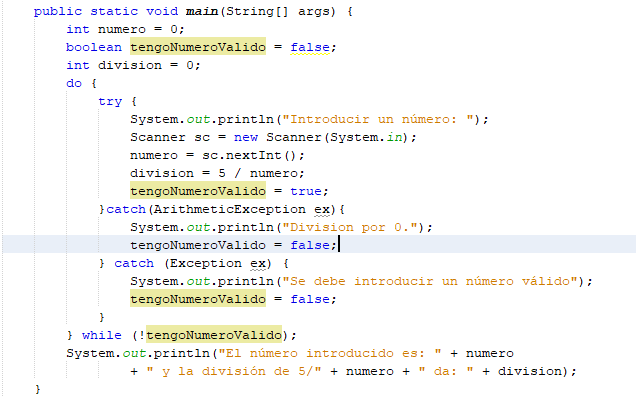 public static void main(String[] args) {
int numero = 0;
boolean tengoNumeroValido = false;
int division = 0;
do {
try {
System.out.println("Introducir un número: ");
Scanner sc = new Scanner(System.in);
numero = sc.nextInt();
division = 5 / numero;
tengoNumeroValido = true;
}catch(ArithmeticException ex){
System.out.println("Division por 0.");
tengoNumeroValido = false;
} catch (Exception ex) {
System.out.println("Se debe introducir un número válido");
tengoNumeroValido = false;
}
} while (!tengoNumeroValido);
System.out.println("El número introducido es: " + numero
+ " y la división de 5/" + numero + " da: " + division);
}